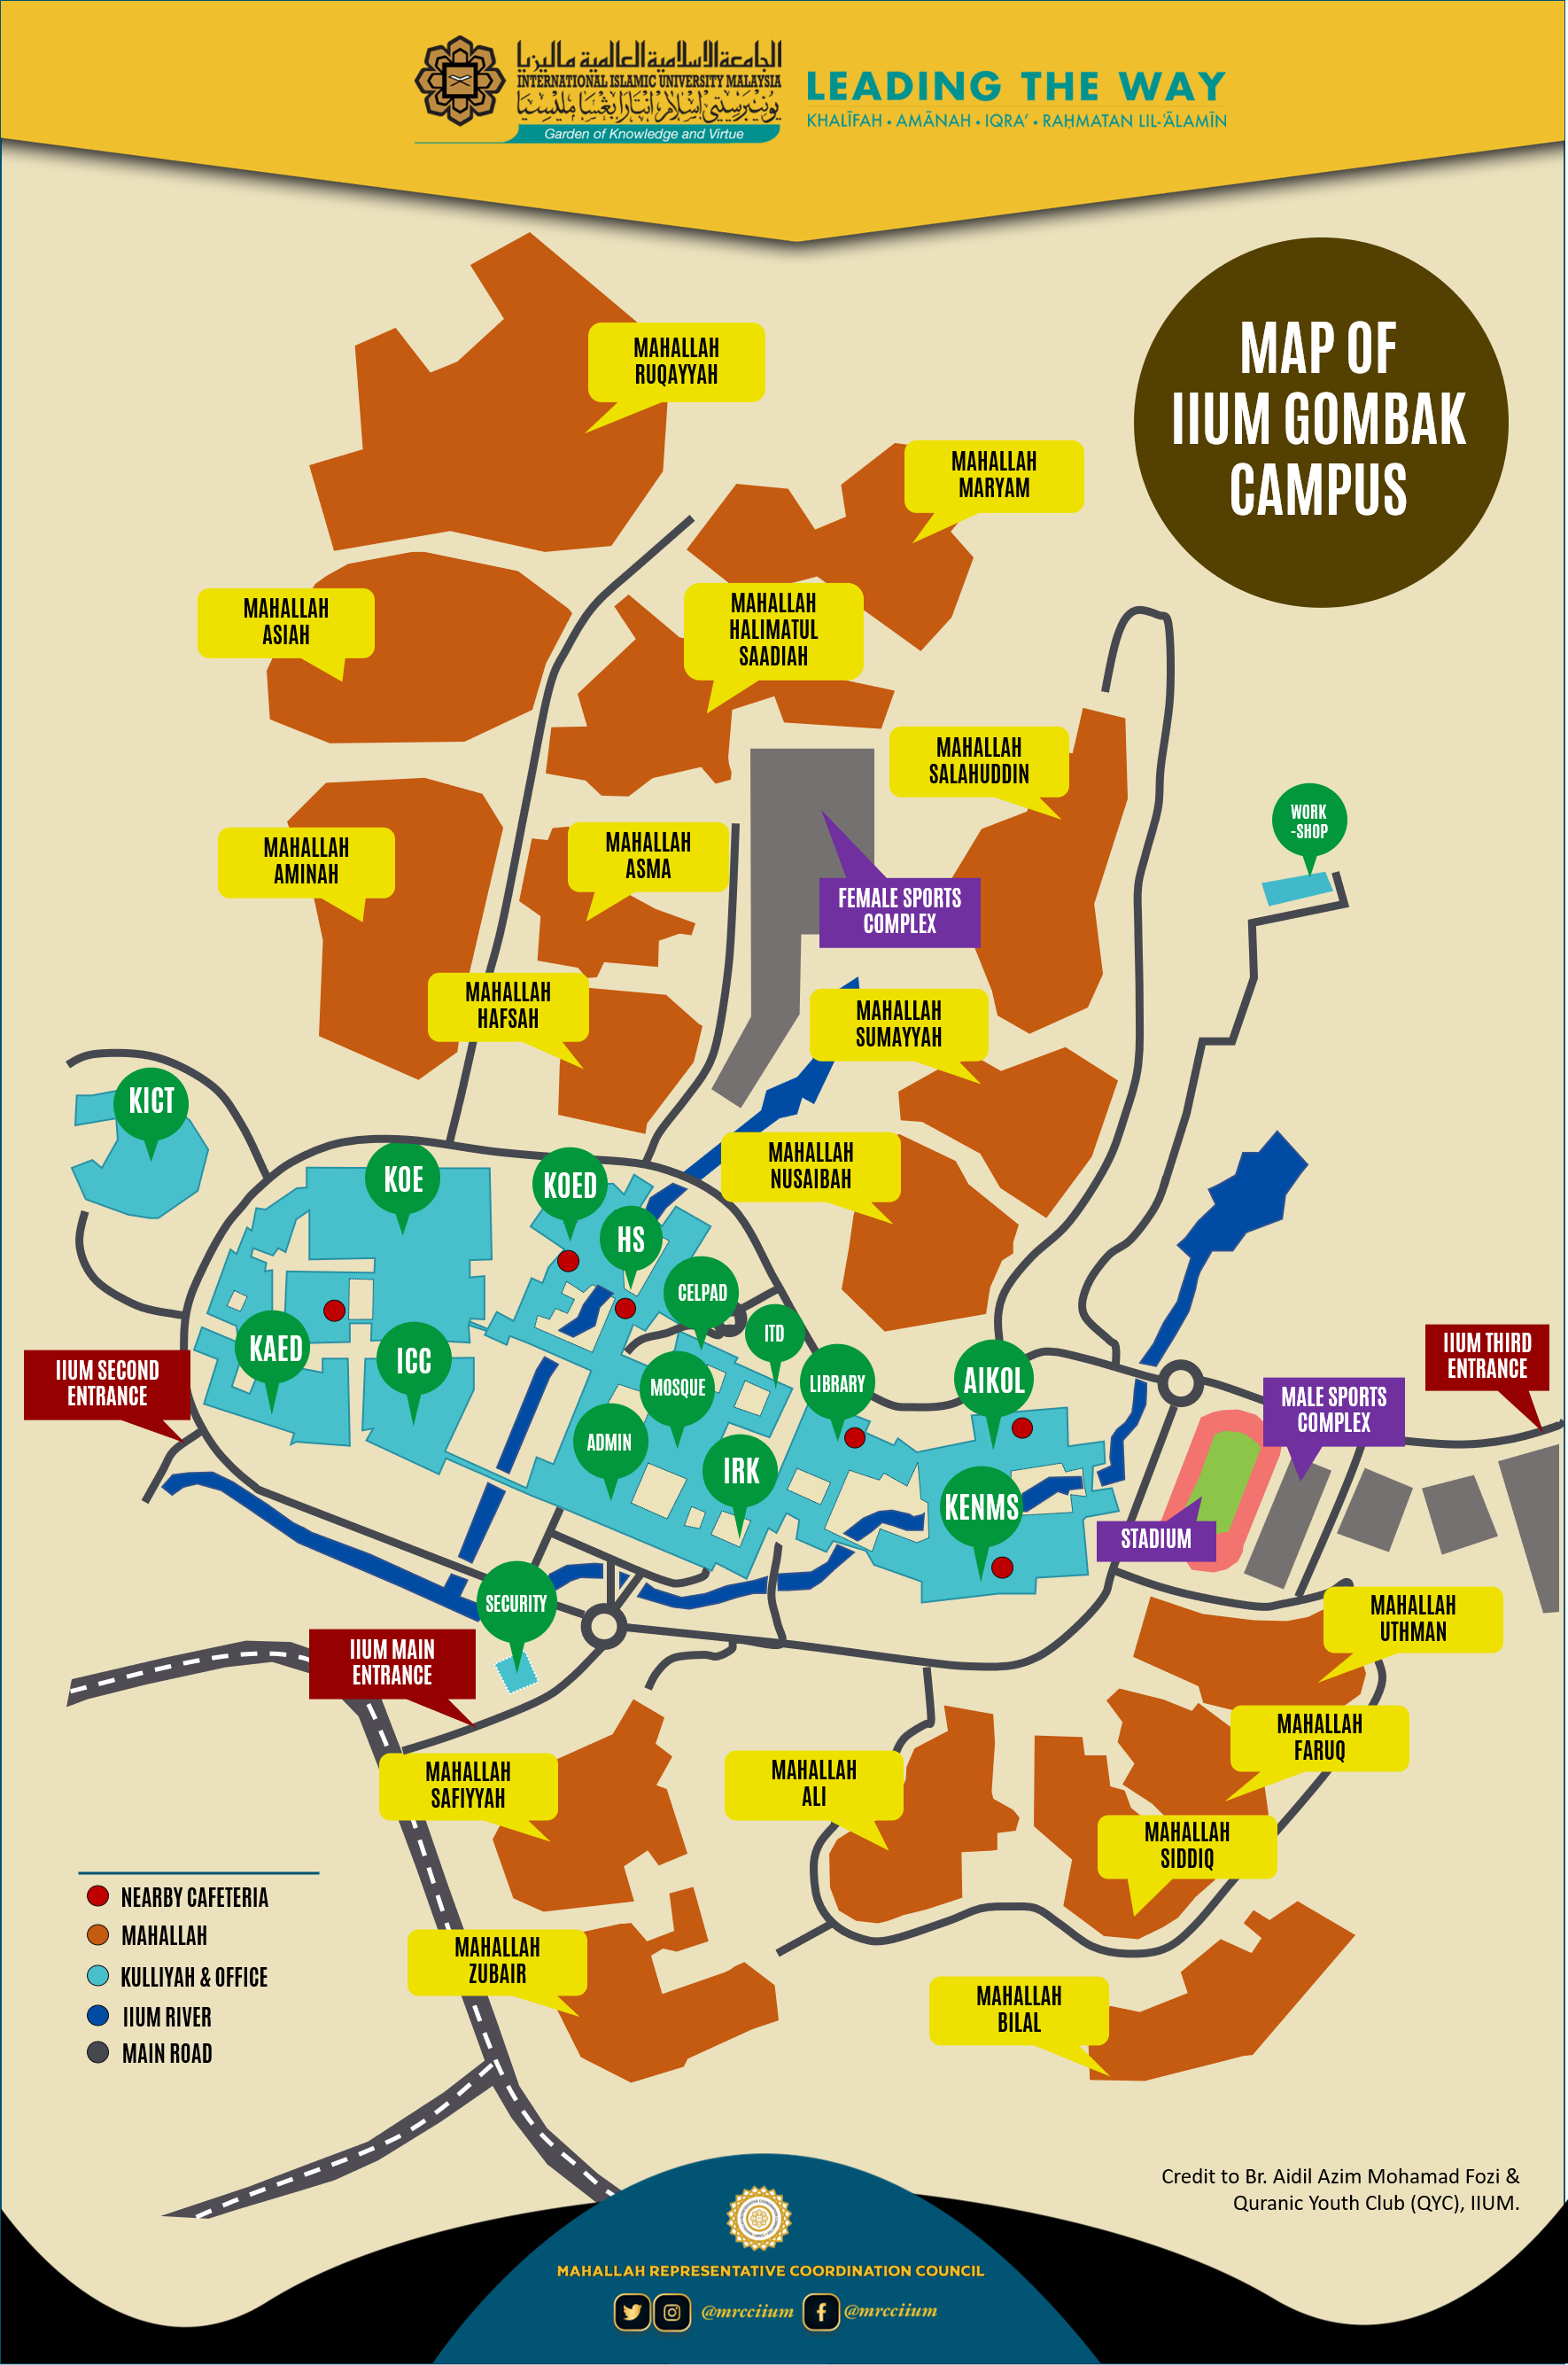 الجامعة الإسلامية العالمية ماليزيا
INTERNATIONAL ISLAMIC UNIVERSITY MALAYSIA
يونيۏرسيتي اسلام انتارابڠسا مليسيا
Garden of Knowledge and Virtue
LEADING THE WAY
KHALĪFAH • AMĀNAH • IQRA’ • RAḤMATAN LIL-‘ĀLAMĪN
MAP OF
IIUM GOMBAK
CAMPUS
MAHALLAH
RUQAYYAH
MAHALLAH
MARYAM
MAHALLAH
ASIAH
MAHALLAH
HALIMATUL
SAADIAH
MAHALLAH
SALAHUDDIN
WORK
-SHOP
MAHALLAH
AMINAH
MAHALLAH
ASMA
FEMALE SPORTS
COMPLEX
MAHALLAH
HAFSAH
MAHALLAH
SUMAYYAH
KICT
MAHALLAH
NUSAIBAH
KOE
KOED
HS
CELPAD
ITD
KAED
ICC
MOSQUE
LIBRARY
AIKOL
IIUM SECOND
ENTRANCE
IIUM THIRD
ENTRANCE
MALE SPORTS
COMPLEX
ADMIN
IRK
KENMS
STADIUM
SECURITY
IIUM MAIN
ENTRANCE
MAHALLAH
UTHMAN
MAHALLAH
FARUQ
MAHALLAH
SAFIYYAH
MAHALLAH
ALI
MAHALLAH
SIDDIQ
MAHALLAH
ZUBAIR
MAHALLAH
BILAL
NEARBY CAFETERIA
MAHALLAH
KULLIYAH & OFFICE
IIUM RIVER
MAIN ROAD
Credit to Br. Aidil Azim Mohamad Fozi &
Quranic Youth Club (QYC), IIUM.
MAHALLAH REPRESENTATIVE COORDINATION COUNCIL
@mrcciium @mrcciium